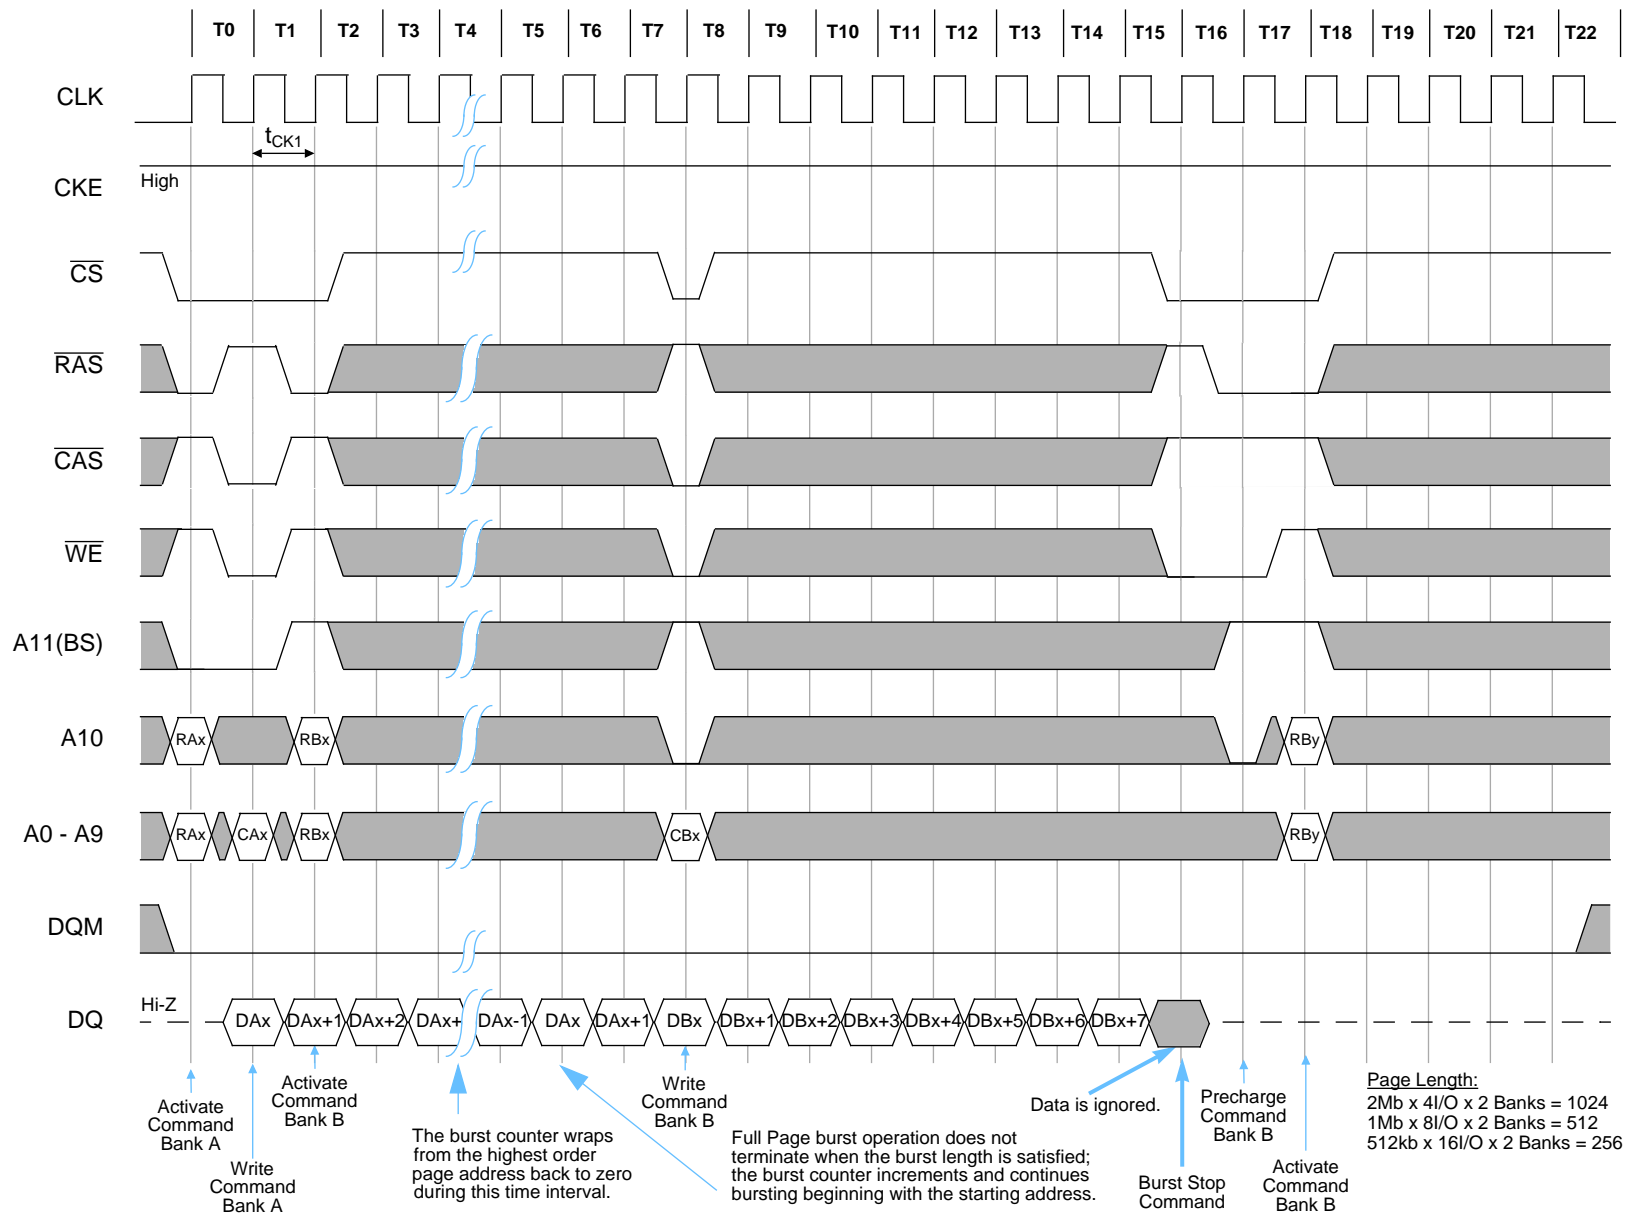 T0 T1 T2 T3 T4 T5 T6 T7 T8 T9 T10 T11 T12 T13 T14 T15 T16 T17 T18 T19 T20 T21 T22
CLK
tCK1
CKE
High
CS
RAS
CAS
WE
A11(BS)
A10
RAx RBx RBy
A0 - A9
RAx CAx RBx CBx RBy
DQM
DQ
Hi-Z
DAx DAx+1 DAx+2 DAx+ 1 DAx-1 DAx DAx+1 DBx DBx+1 DBx+2 DBx+3 DBx+4 DBx+5 DBx+6 DBx+7
Activate
Command
Bank A
Write
Command
Bank A
Activate
Command
Bank B
The burst counter wraps
from the highest order
page address back to zero
during this time interval.
Write
Command
Bank B
Full Page burst operation does not
terminate when the burst length is satisfied;
the burst counter increments and continues
bursting beginning with the starting address.
Data is ignored.
Burst Stop
Command
Precharge
Command
Bank B
Activate
Command
Bank B
Page Length:
2Mb x 4I/O x 2 Banks = 1024
1Mb x 8I/O x 2 Banks = 512
512kb x 16I/O x 2 Banks = 256